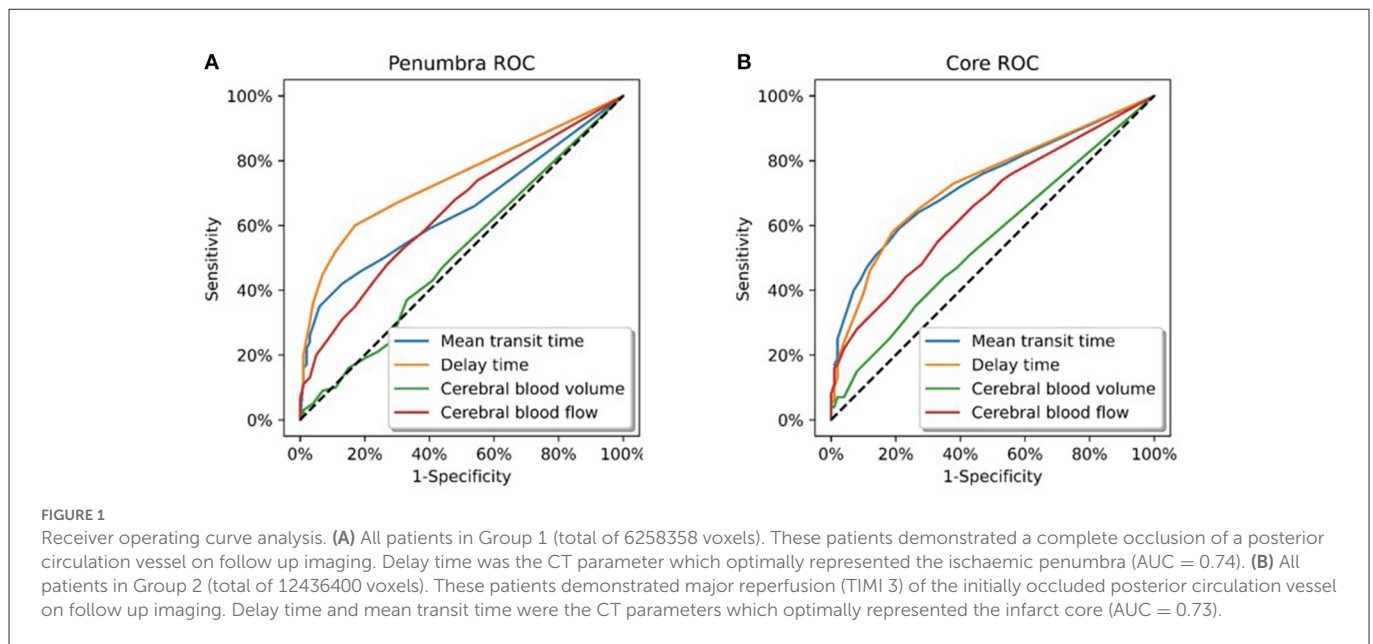 A
Penumbra ROC
100%
80%
60%
40%
20%
0%
Sensitivity
Mean transit time
Delay time
Cerebral blood volume
Cerebral blood flow
0% 20% 40% 60% 80% 100%
1-Specificity
B
Core ROC
100%
80%
60%
40%
20%
0%
Sensitivity
Mean transit time
Delay time
Cerebral blood volume
Cerebral blood flow
0% 20% 40% 60% 80% 100%
1-Specificity
FIGURE 1
Receiver operating curve analysis. (A) All patients in Group 1 (total of 6258358 voxels). These patients demonstrated a complete occlusion of a posterior
circulation vessel on follow up imaging. Delay time was the CT parameter which optimally represented the ischaemic penumbra (AUC = 0.74). (B) All
patients in Group 2 (total of 12436400 voxels). These patients demonstrated major reperfusion (TIMI 3) of the initially occluded posterior circulation vessel
on follow up imaging. Delay time and mean transit time were the CT parameters which optimally represented the infarct core (AUC = 0.73).